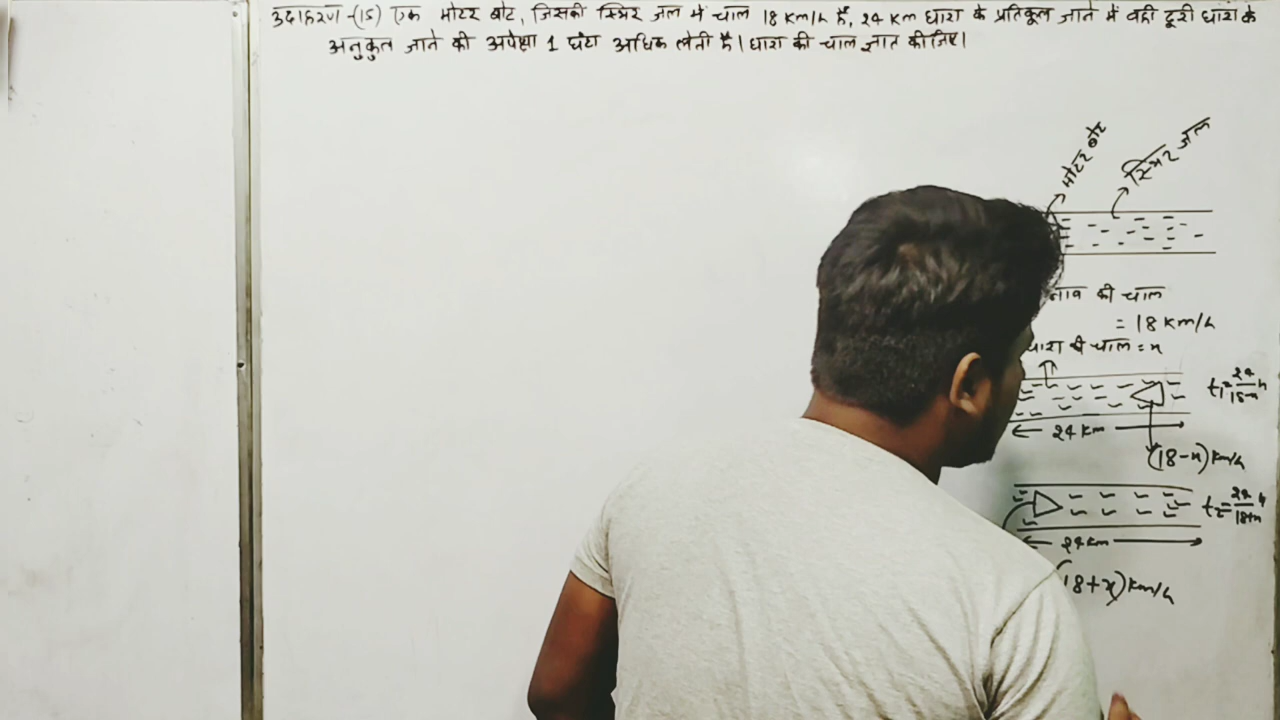 उदाहरण-(15) एक मोटर बोट, जिसकी स्थिर जल में चाल 18 Km/h है, 24 Km धारा के प्रतिकूल जाने में वही दूरी धारा के
अनुकूल जाने की अपेक्षा 1 घंटा अधिक लेती है। धारा की चाल ज्ञात कीजिए।
मोटर बोट
स्थिर जल
नाव की चाल
= 18 Km/h
धारा की चाल = x
24 Km
(18-x) Km/h
24 Km
(18+x) Km/h